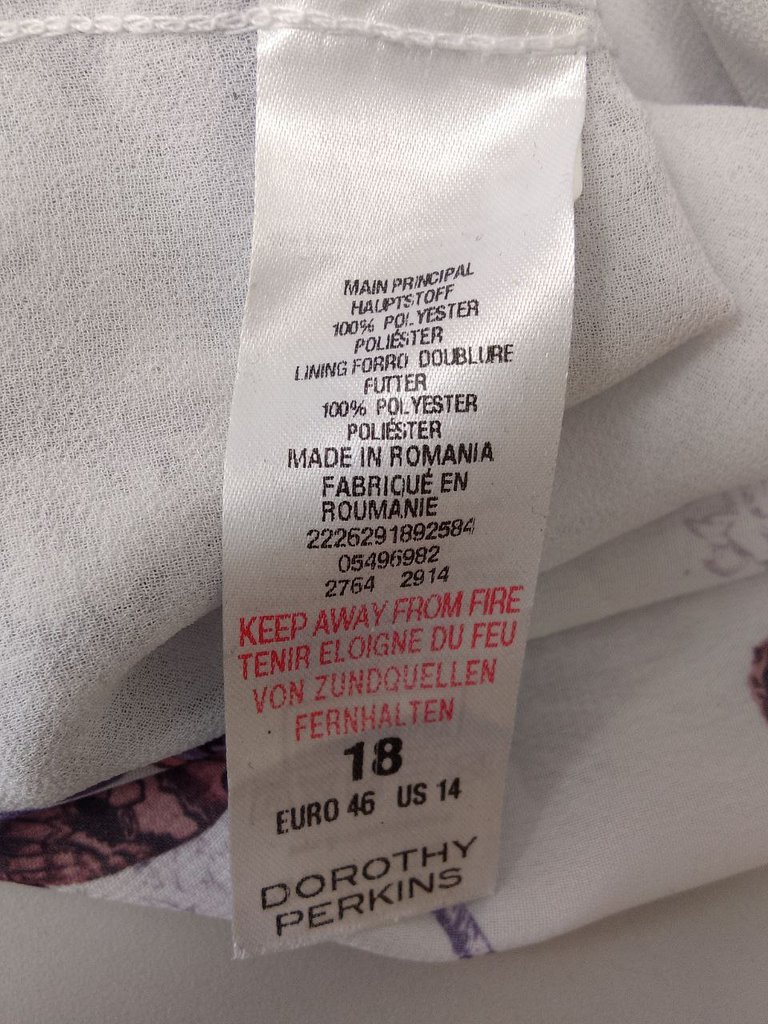 MAIN PRINCIPAL
HAUPTSTOFF
100% POLYESTER
POLIÉSTER
LINING FORRO DOUBLURE
FUTTER
100% POLYESTER
POLIÉSTER
MADE IN ROMANIA
FABRIQUÉ EN
ROUMANIE
2226291892584
05496982
2764 2914
KEEP AWAY FROM FIRE
TENIR ELOIGNE DU FEU
VON ZUNDQUELLEN
FERNHALTEN
18
EURO 46 US 14
DOROTHY
PERKINS